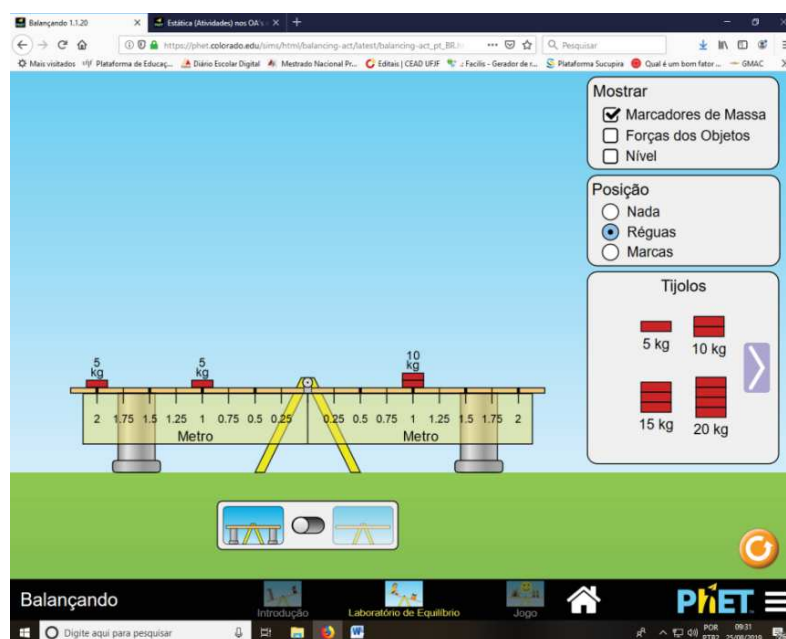 Balançando 1.1.20
Estática (Atividades) nos OA's
https://phet.colorado.edu/sims/html/balancing-act/latest/balancing-act_pt_BR.h
Pesquisar
Mais visitados
Plataforma de Educaç...
Diário Escolar Digital
Mestrado Nacional Pr...
Editais | CEAD UFJF
.: Facilis - Gerador de r...
Plataforma Sucupira
Qual é um bom fator ...
GMAC
Mostrar
Marcadores de Massa
Forças dos Objetos
Nível
Posição
Nada
Réguas
Marcas
Tijolos
5 kg
10 kg
15 kg
20 kg
5
kg
5
kg
10
kg
2 1.75 1.5 1.25 1 0.75 0.5 0.25
0.25 0.5 0.75 1 1.25 1.5 1.75 2
Metro
Metro
Balançando
Introdução
Laboratório de Equilíbrio
Jogo
PhET
Digite aqui para pesquisar
POR
09:31
PTB2
25/08/2019